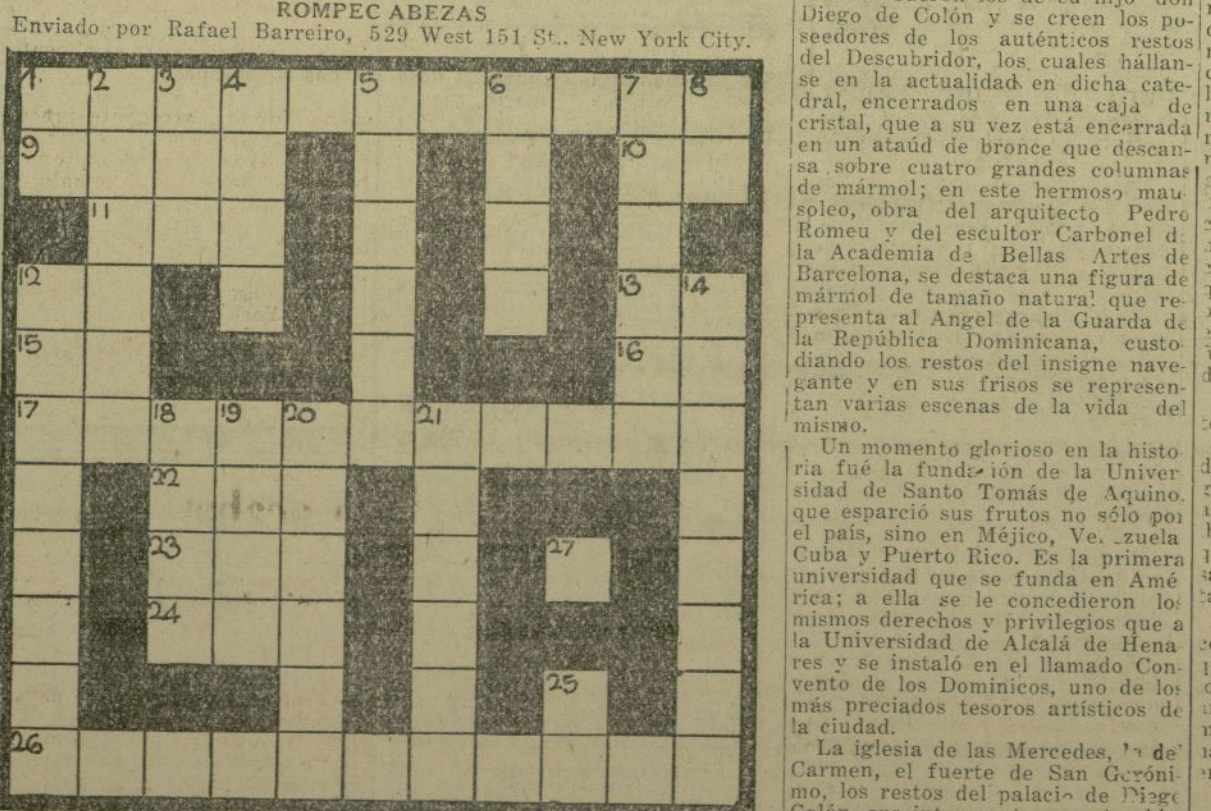 ROMPEC ABEZAS
Enviado por Rafael Barreiro, 529 West 151 St.. New York City.
1 2 3 4 5 6 7 8
9 10
11
12 13 14
15 16
17 18 19 20 21
22
23 27
24
25
26
Diego de Colón y se creen los po-
seedores de los auténticos restos
del Descubridor, los cuales hállan-
se en la actualidad en dicha cate-
dral, encerrados en una caja de
cristal, que a su vez está encerrada
en un ataúd de bronce que descan-
sa sobre cuatro grandes columnas
de mármol; en este hermoso mau-
soleo, obra del arquitecto Pedro
Romeu y del escultor Carbonel d
la Academia de Bellas Artes de
Barcelona, se destaca una figura de
mármol de tamaño natural que re-
presenta al Angel de la Guarda de
la República Dominicana, custo
diando los restos del insigne nave-
gante y en sus frisos se represen-
tan varias escenas de la vida del
mismo.
Un momento glorioso en la histo-
ria fué la funda ión de la Univer-
sidad de Santo Tomás de Aquino.
que esparció sus frutos no sólo por
el país, sino en Méjico, Ve. zuela
Cuba y Puerto Rico. Es la primera
universidad que se funda en Amé
rica; a ella se le concedieron los
mismos derechos y privilegios que a
la Universidad de Alcalá de Hena
res y se instaló en el llamado Con-
vento de los Dominicos, uno de los
más preciados tesoros artísticos de
la ciudad.
La iglesia de las Mercedes, de
Carmen, el fuerte de San Geróni-
mo, los restos del palacio de Diego